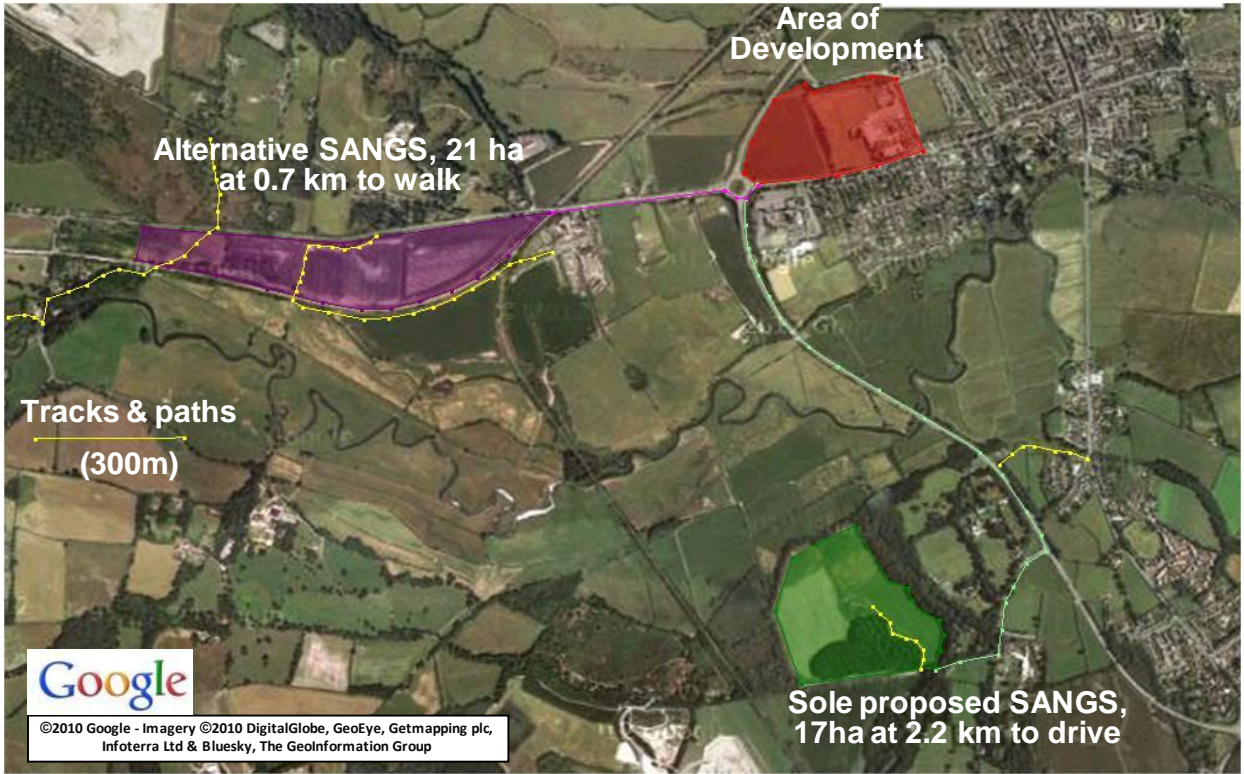 Area of
Development
Alternative SANGS, 21 ha
at 0.7 km to walk
Tracks & paths
(300m)
Google
©2010 Google - Imagery ©2010 DigitalGlobe, GeoEye, Getmapping plc,
Infoterra Ltd & Bluesky, The GeoInformation Group
Sole proposed SANGS,
17ha at 2.2 km to drive